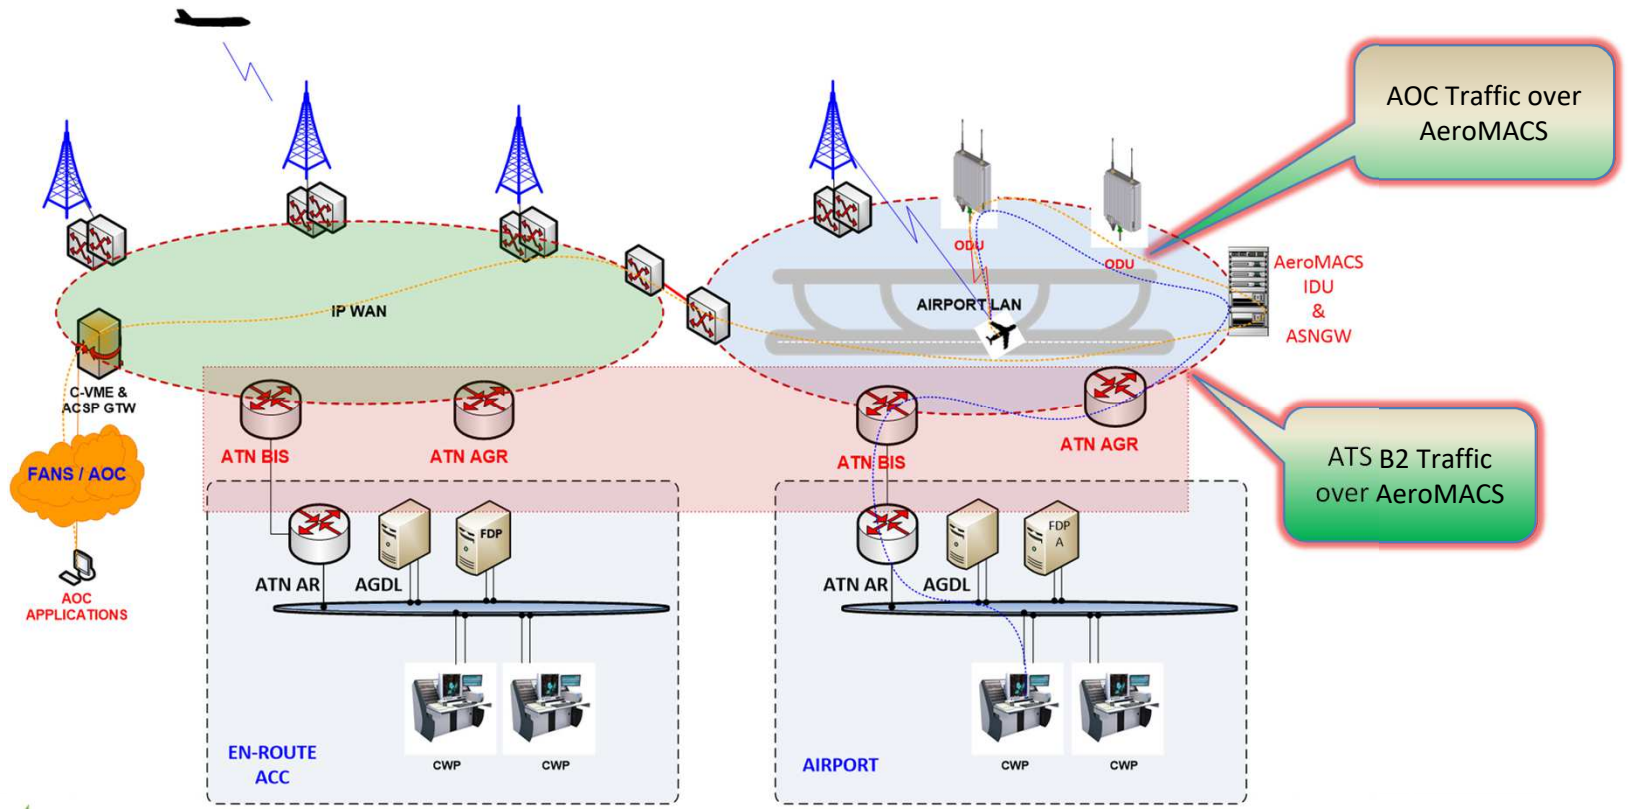 AOC Traffic over
AeroMACS
ODU
ODU
AeroMACS
IDU
&
ASNGW
IP WAN
AIRPORT LAN
C-VME &
ACSP GTW
ATN BIS
ATN AGR
ATN BIS
ATN AGR
ATS B2 Traffic
over AeroMACS
FANS / AOC
AOC
APPLICATIONS
FDP
ATN AR
AGDL
FDP
A
ATN AR
AGDL
EN-ROUTE
ACC
CWP
CWP
AIRPORT
CWP
CWP